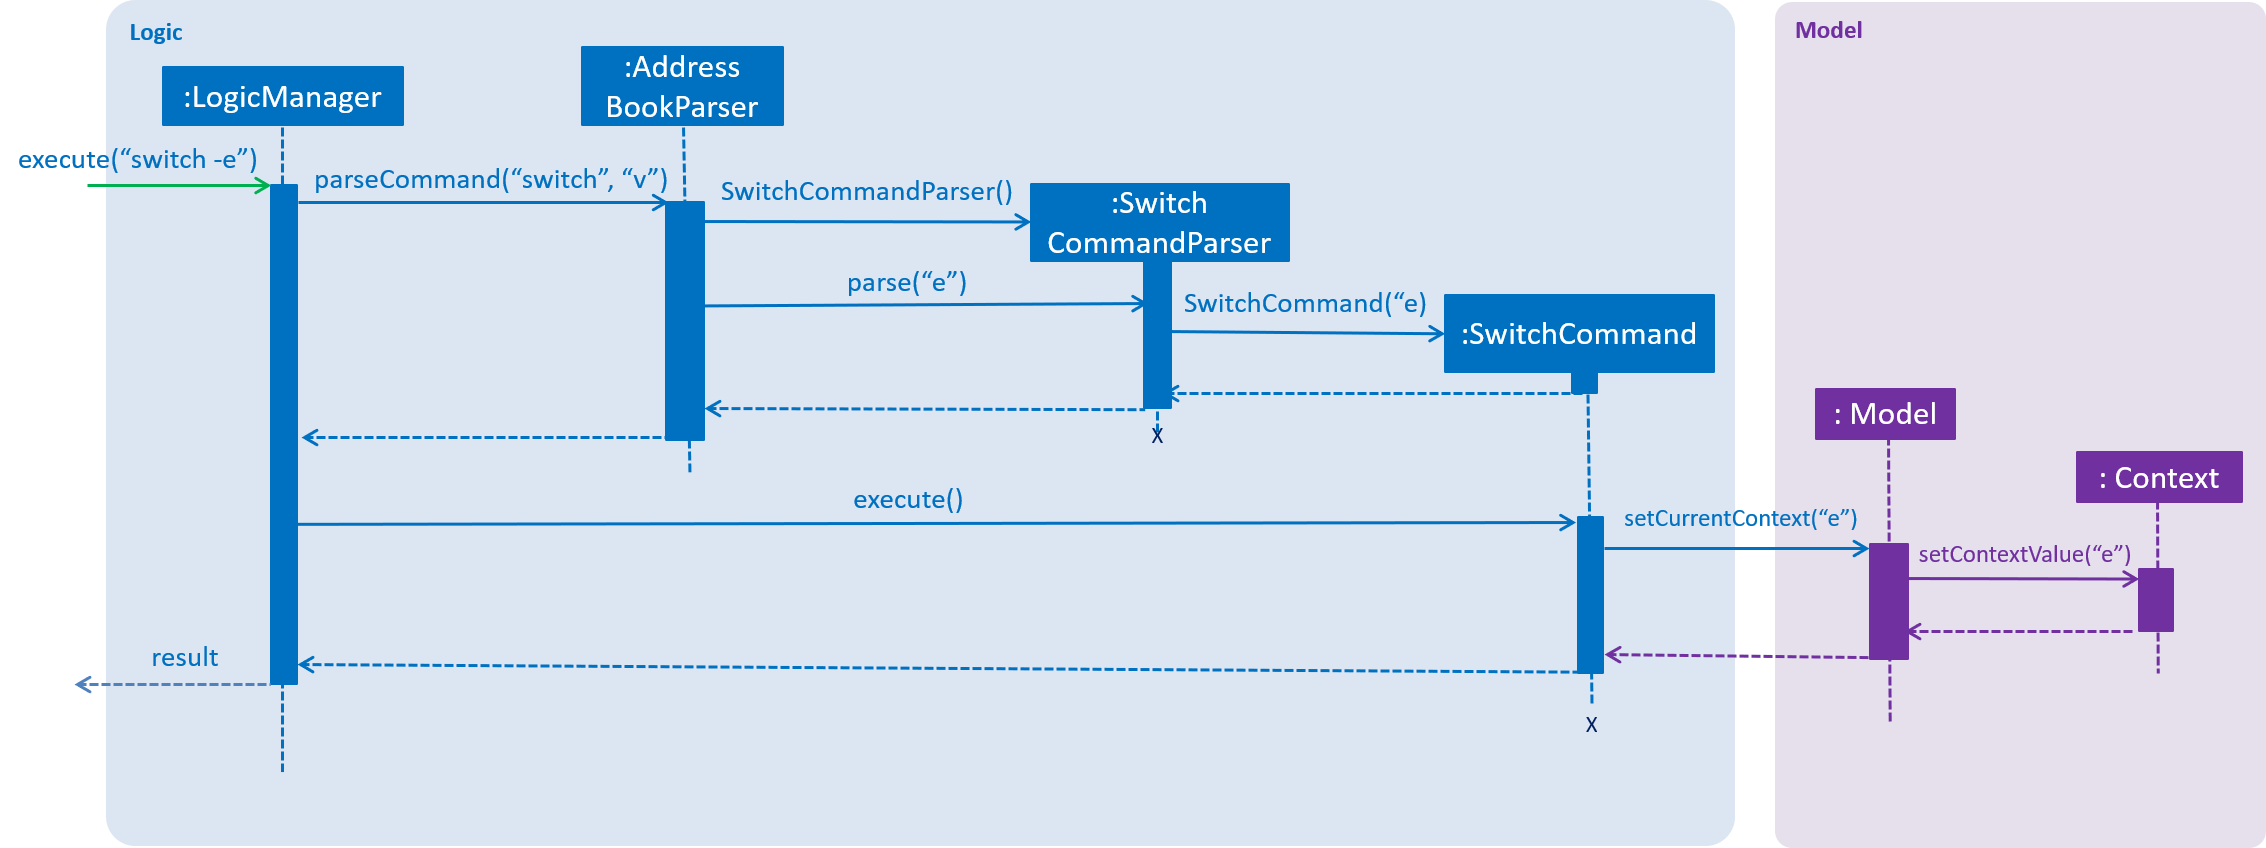 Logic
Model
:LogicManager
:Address
BookParser
execute(“switch -e”)
parseCommand(“switch”, “v”)
SwitchCommandParser()
:Switch
CommandParser
parse(“e”)
SwitchCommand(“e)
:SwitchCommand
: Model
X
: Context
execute()
setCurrentContext(“e”)
setContextValue(“e”)
result
X